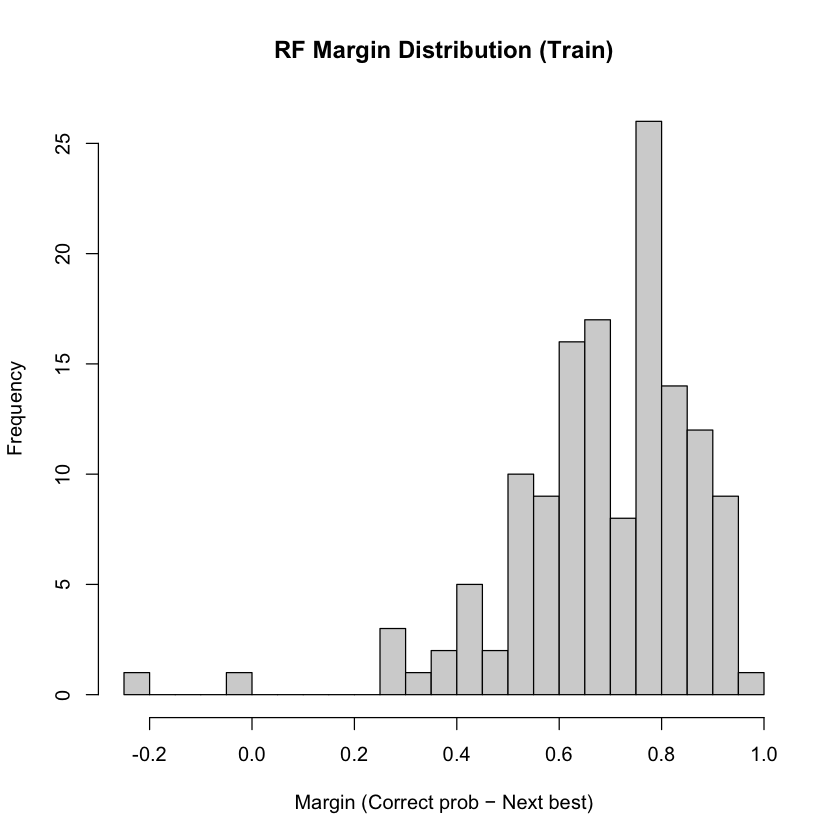 RF Margin Distribution (Train)
25
20
15
10
5
0
Frequency
-0.2 0.0 0.2 0.4 0.6 0.8 1.0
Margin (Correct prob − Next best)